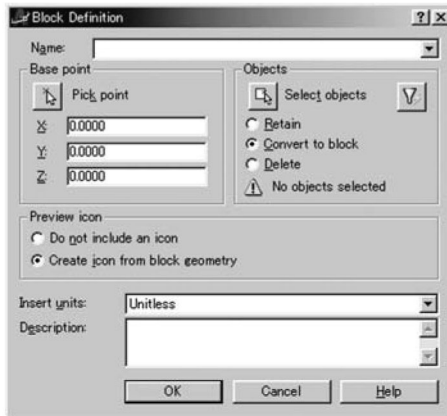 Block Definition
Name:
Base point
Pick point
X: 0.0000
Y: 0.0000
Z: 0.0000
Objects
Select objects
Retain
Convert to block
Delete
No objects selected
Preview icon
Do not include an icon
Create icon from block geometry
Insert units: Unitless
Description:
OK Cancel Help